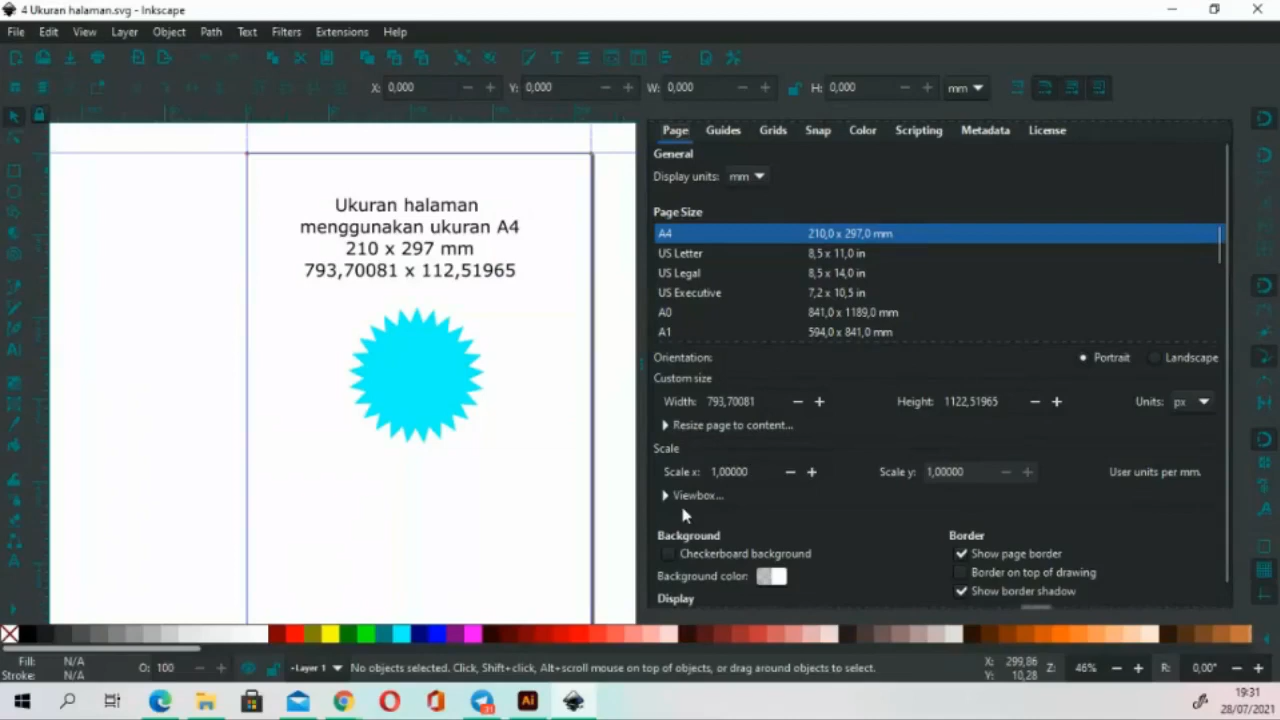 4 Ukuran halaman.svg - Inkscape
File Edit View Layer Object Path Text Filters Extensions Help
X: 0,000 Y: 0,000 W: 0,000 H: 0,000 mm
Page Guides Grids Snap Color Scripting Metadata License
General
Display units: mm
Page Size
A4 210,0 x 297,0 mm
US Letter 8,5 x 11,0 in
US Legal 8,5 x 14,0 in
US Executive 7,2 x 10,5 in
A0 841,0 x 1189,0 mm
A1 594,0 x 841,0 mm
Orientation: Portrait Landscape
Custom size
Width: 793,70081 Height: 1122,51965 Units: px
Resize page to content...
Scale
Scale x: 1,00000 Scale y: 1,00000 User units per mm.
Viewbox...
Background Border
Checkerboard background Show page border
Border on top of drawing
Background color:
Show border shadow
Display
Ukuran halaman
menggunakan ukuran A4
210 x 297 mm
793,70081 x 112,51965
Fill: N/A
Stroke: N/A
O: 100
Layer 1
No objects selected. Click, Shift+click, Alt+scroll mouse on top of objects, or drag around objects to select.
X: 299,86
Y: 10,28
Z: 46%
R: 0,00°
31
Ai
19:31
28/07/2021